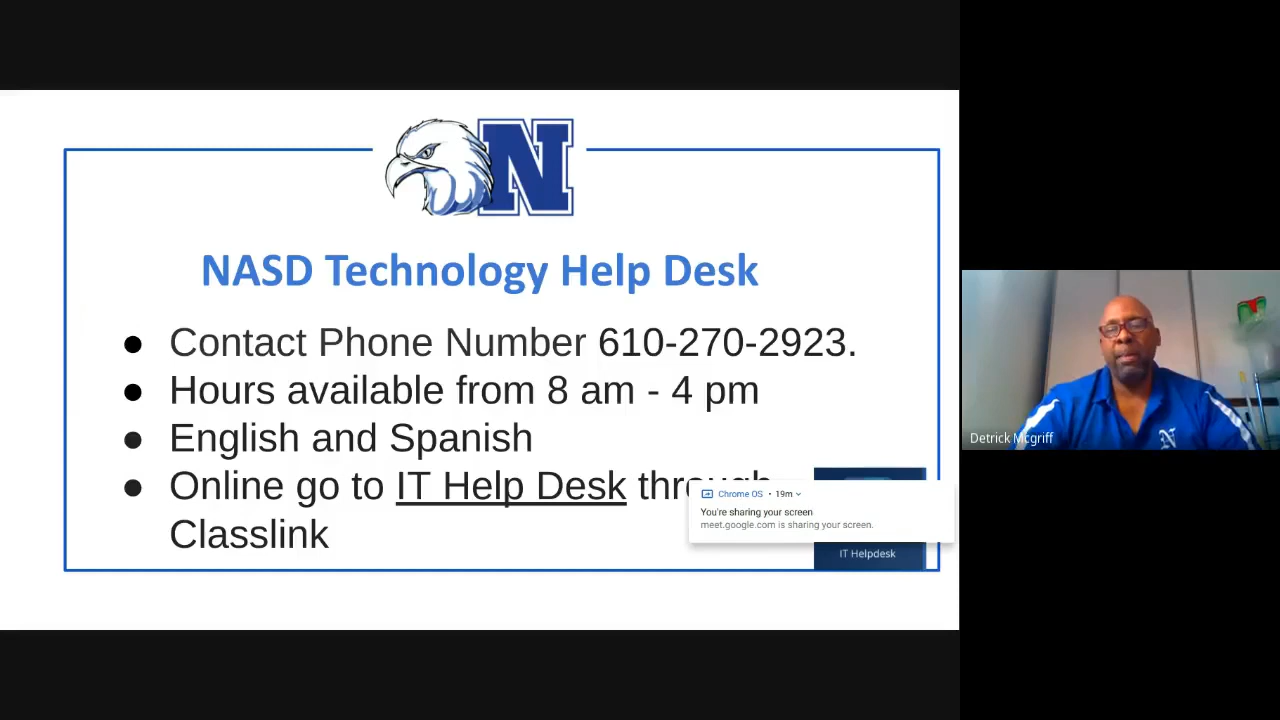 N
NASD Technology Help Desk
● Contact Phone Number 610-270-2923.
● Hours available from 8 am - 4 pm
● English and Spanish
● Online go to IT Help Desk through
Classlink
Chrome OS • 19m
You're sharing your screen
meet.google.com is sharing your screen.
IT Helpdesk
N
Detrick Mcgriff